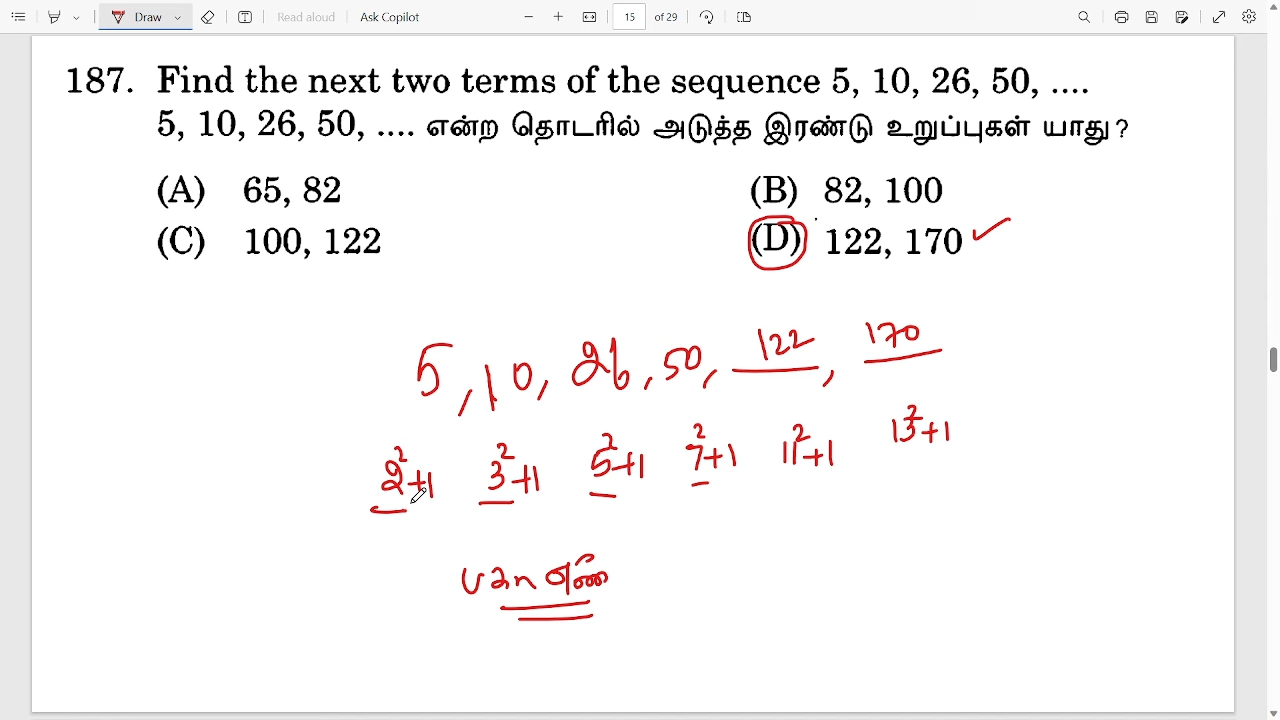 Draw Read aloud Ask Copilot 15 of 29
187. Find the next two terms of the sequence 5, 10, 26, 50, ....
5, 10, 26, 50, .... என்ற தொடரில் அடுத்த இரண்டு உறுப்புகள் யாது?
(A) 65, 82 (B) 82, 100
(C) 100, 122 (D) 122, 170
5, 10, 26, 50, 122, 170
2²+1 3²+1 5²+1 7²+1 11²+1 13²+1